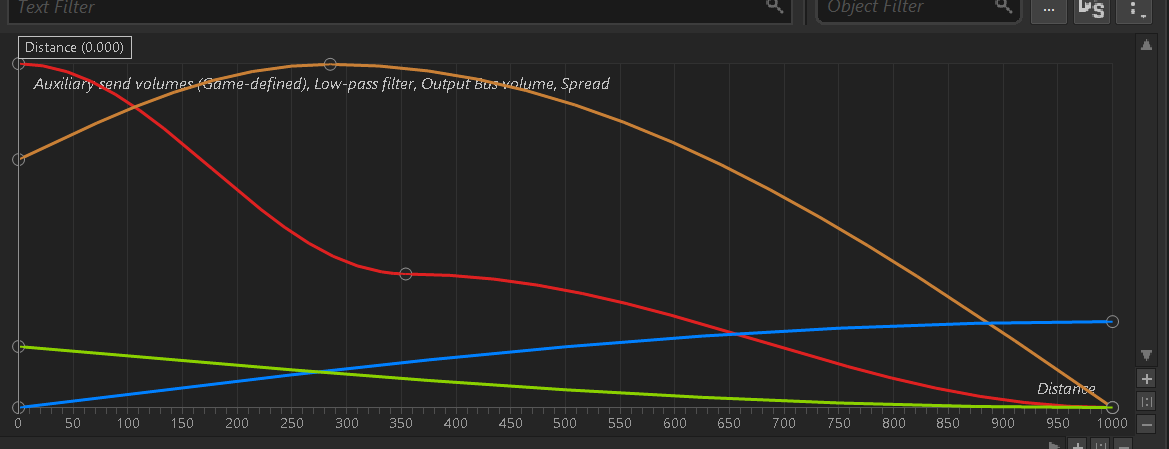 Text Filter
Object Filter
...
DS
Distance (0.000)
Auxiliary send volumes (Game-defined), Low-pass filter, Output Bus volume, Spread
Distance
0 50 100 150 200 250 300 350 400 450 500 550 600 650 700 750 800 850 900 950 1000